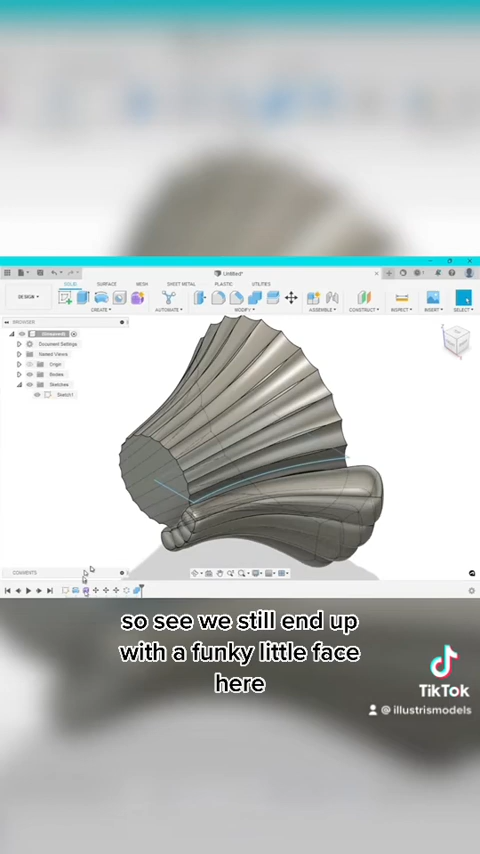 Untitled*
SOLID
SURFACE
MESH
SHEET METAL
PLASTIC
UTILITIES
DESIGN
CREATE
AUTOMATE
MODIFY
ASSEMBLE
CONSTRUCT
INSPECT
INSERT
SELECT
BROWSER
(Unsaved)
Document Settings
Named Views
Origin
Bodies
Sketches
Sketch1
COMMENTS
so see we still end up
with a funky little face
here
TikTok
@ illustrismodels